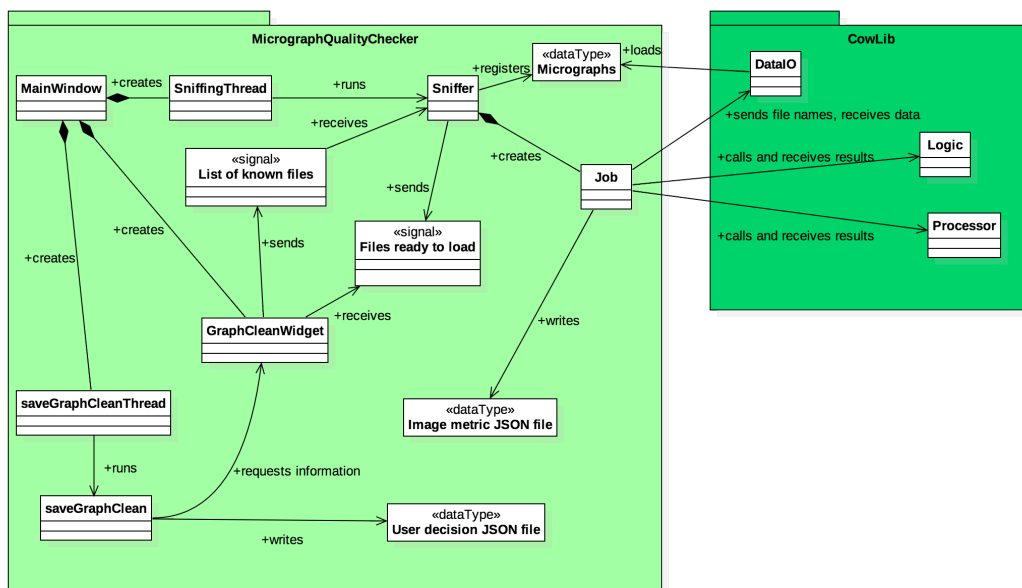 MicrographQualityChecker
CowLib
MainWindow
+creates
SniffingThread
+runs
Sniffer
+registers
«dataType»
Micrographs
+loads
DataIO
+receives
+sends file names, receives data
«signal»
List of known files
+creates
Job
+calls and receives results
Logic
+sends
«signal»
Files ready to load
+calls and receives results
Processor
+creates
+sends
+creates
+receives
GraphCleanWidget
+writes
saveGraphCleanThread
«dataType»
Image metric JSON file
+runs
+requests information
saveGraphClean
«dataType»
User decision JSON file
+writes